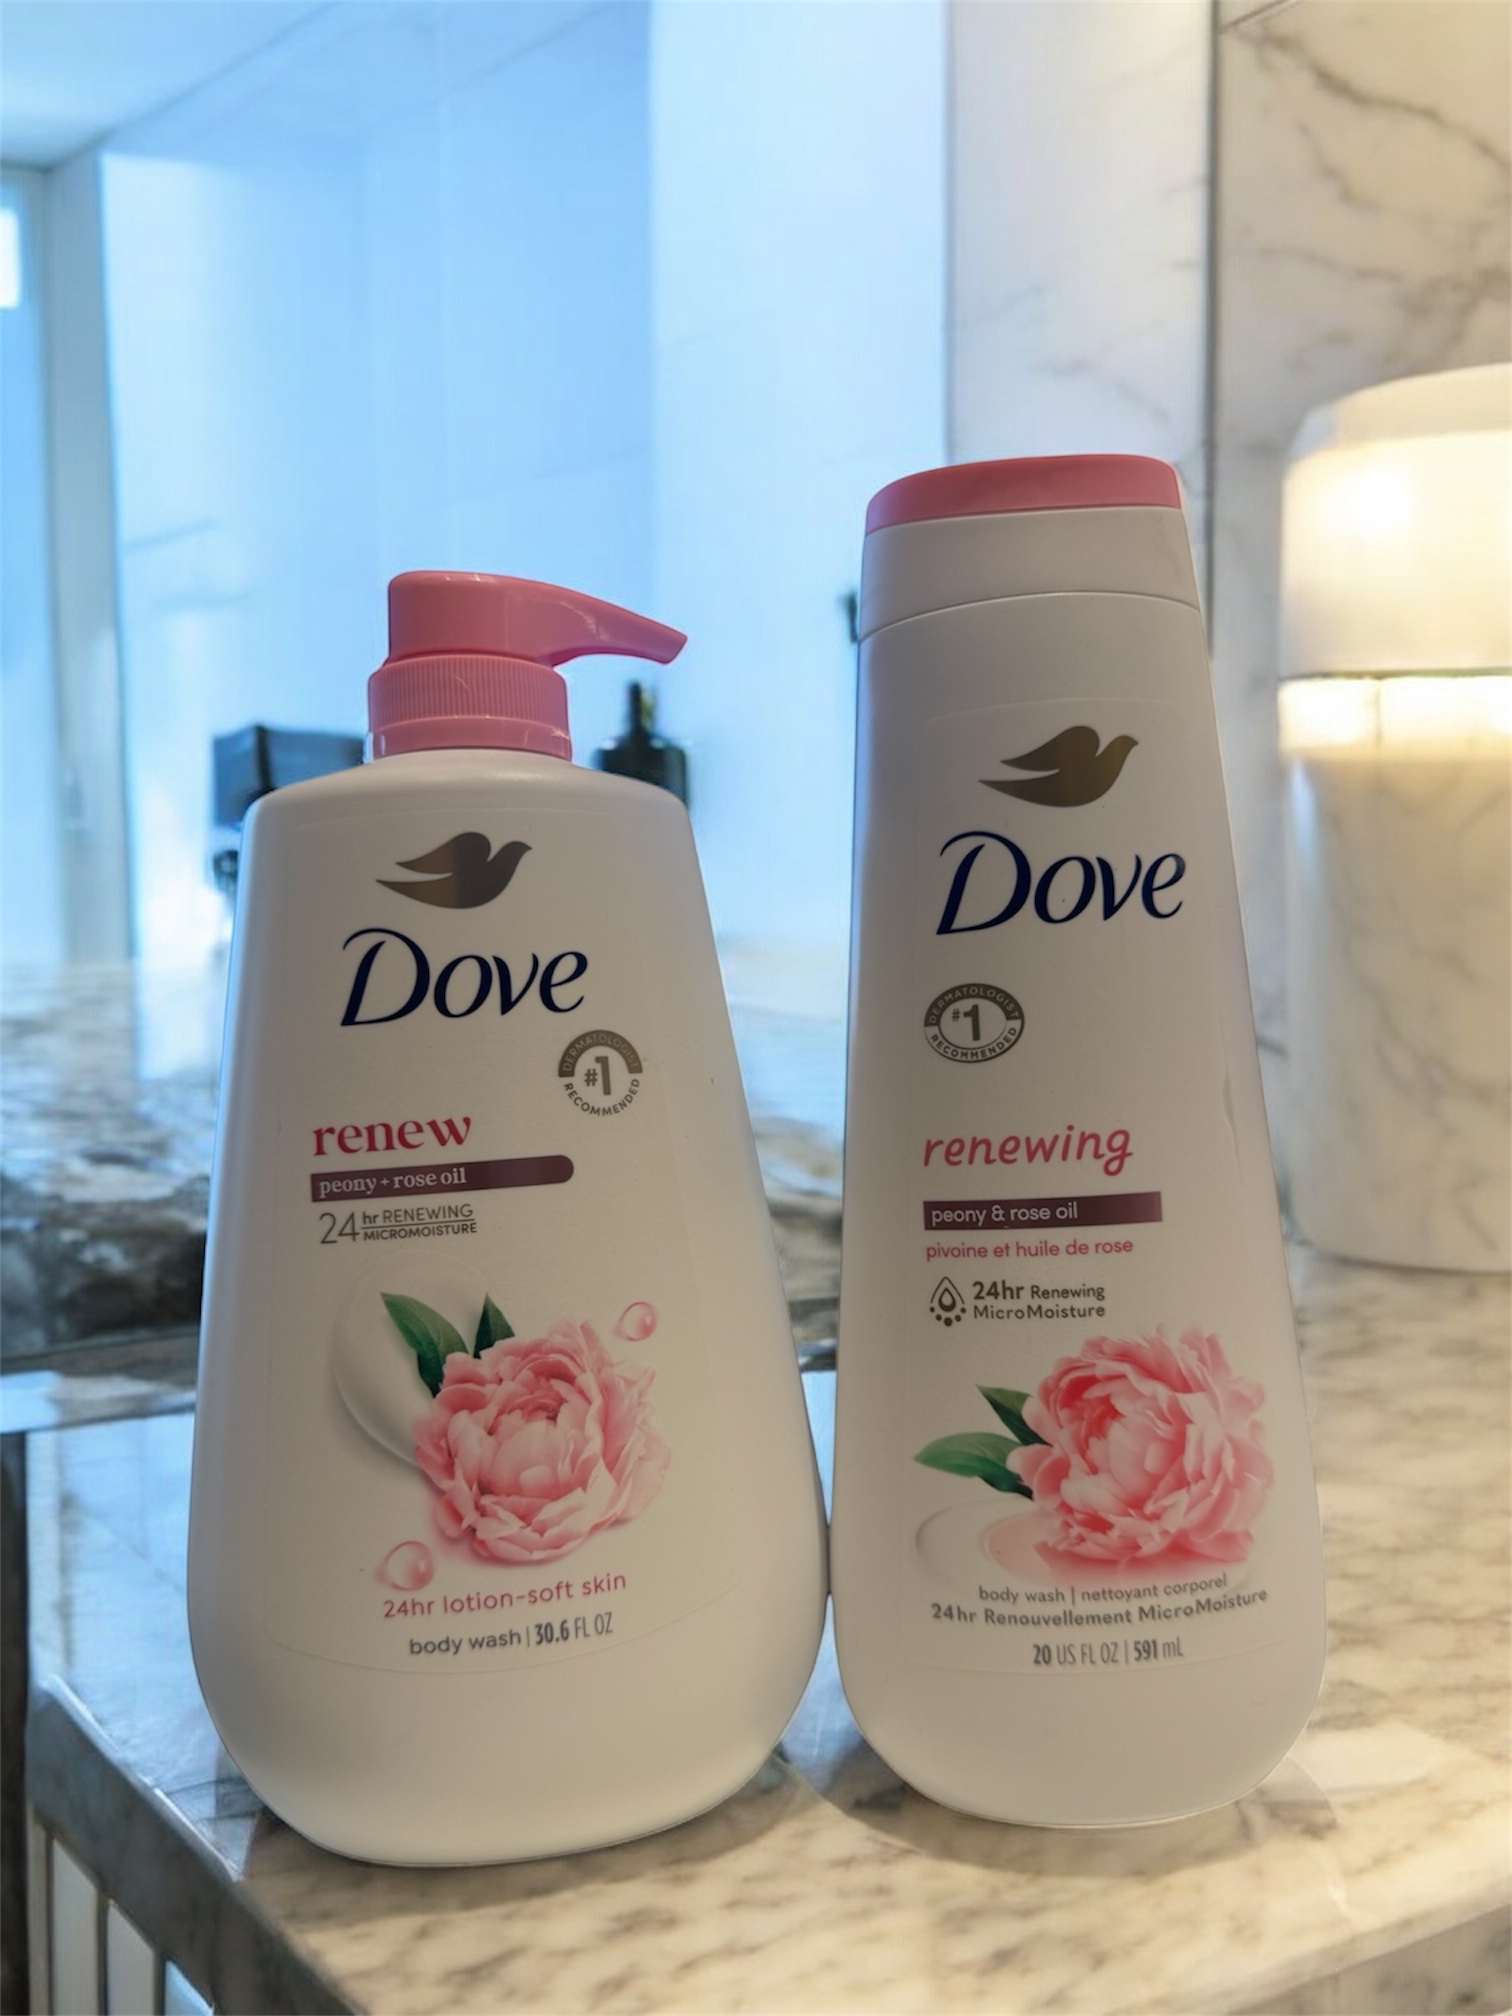 Dove
DERMATOLOGIST
#1
RECOMMENDED
renew
peony + rose oil
24 hr RENEWING
MICROMOISTURE
24hr lotion-soft skin
body wash | 30.6 FL OZ
Dove
DERMATOLOGIST
#1
RECOMMENDED
renewing
peony & rose oil
pivoine et huile de rose
24hr Renewing
MicroMoisture
body wash | nettoyant corporel
24hr Renouvellement MicroMoisture
20 US FL OZ | 591 mL